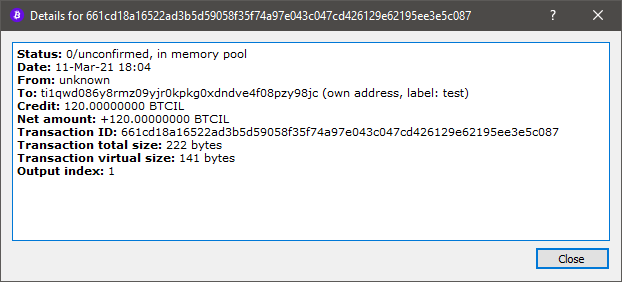 Details for 661cd18a16522ad3b5d59058f35f74a97e043c047cd426129e62195ee3e5c087
Status: 0/unconfirmed, in memory pool
Date: 11-Mar-21 18:04
From: unknown
To: ti1qwd086y8rmz09yjr0kpkg0xdndve4f08pzy98jc (own address, label: test)
Credit: 120.00000000 BTCIL
Net amount: +120.00000000 BTCIL
Transaction ID: 661cd18a16522ad3b5d59058f35f74a97e043c047cd426129e62195ee3e5c087
Transaction total size: 222 bytes
Transaction virtual size: 141 bytes
Output index: 1
Close